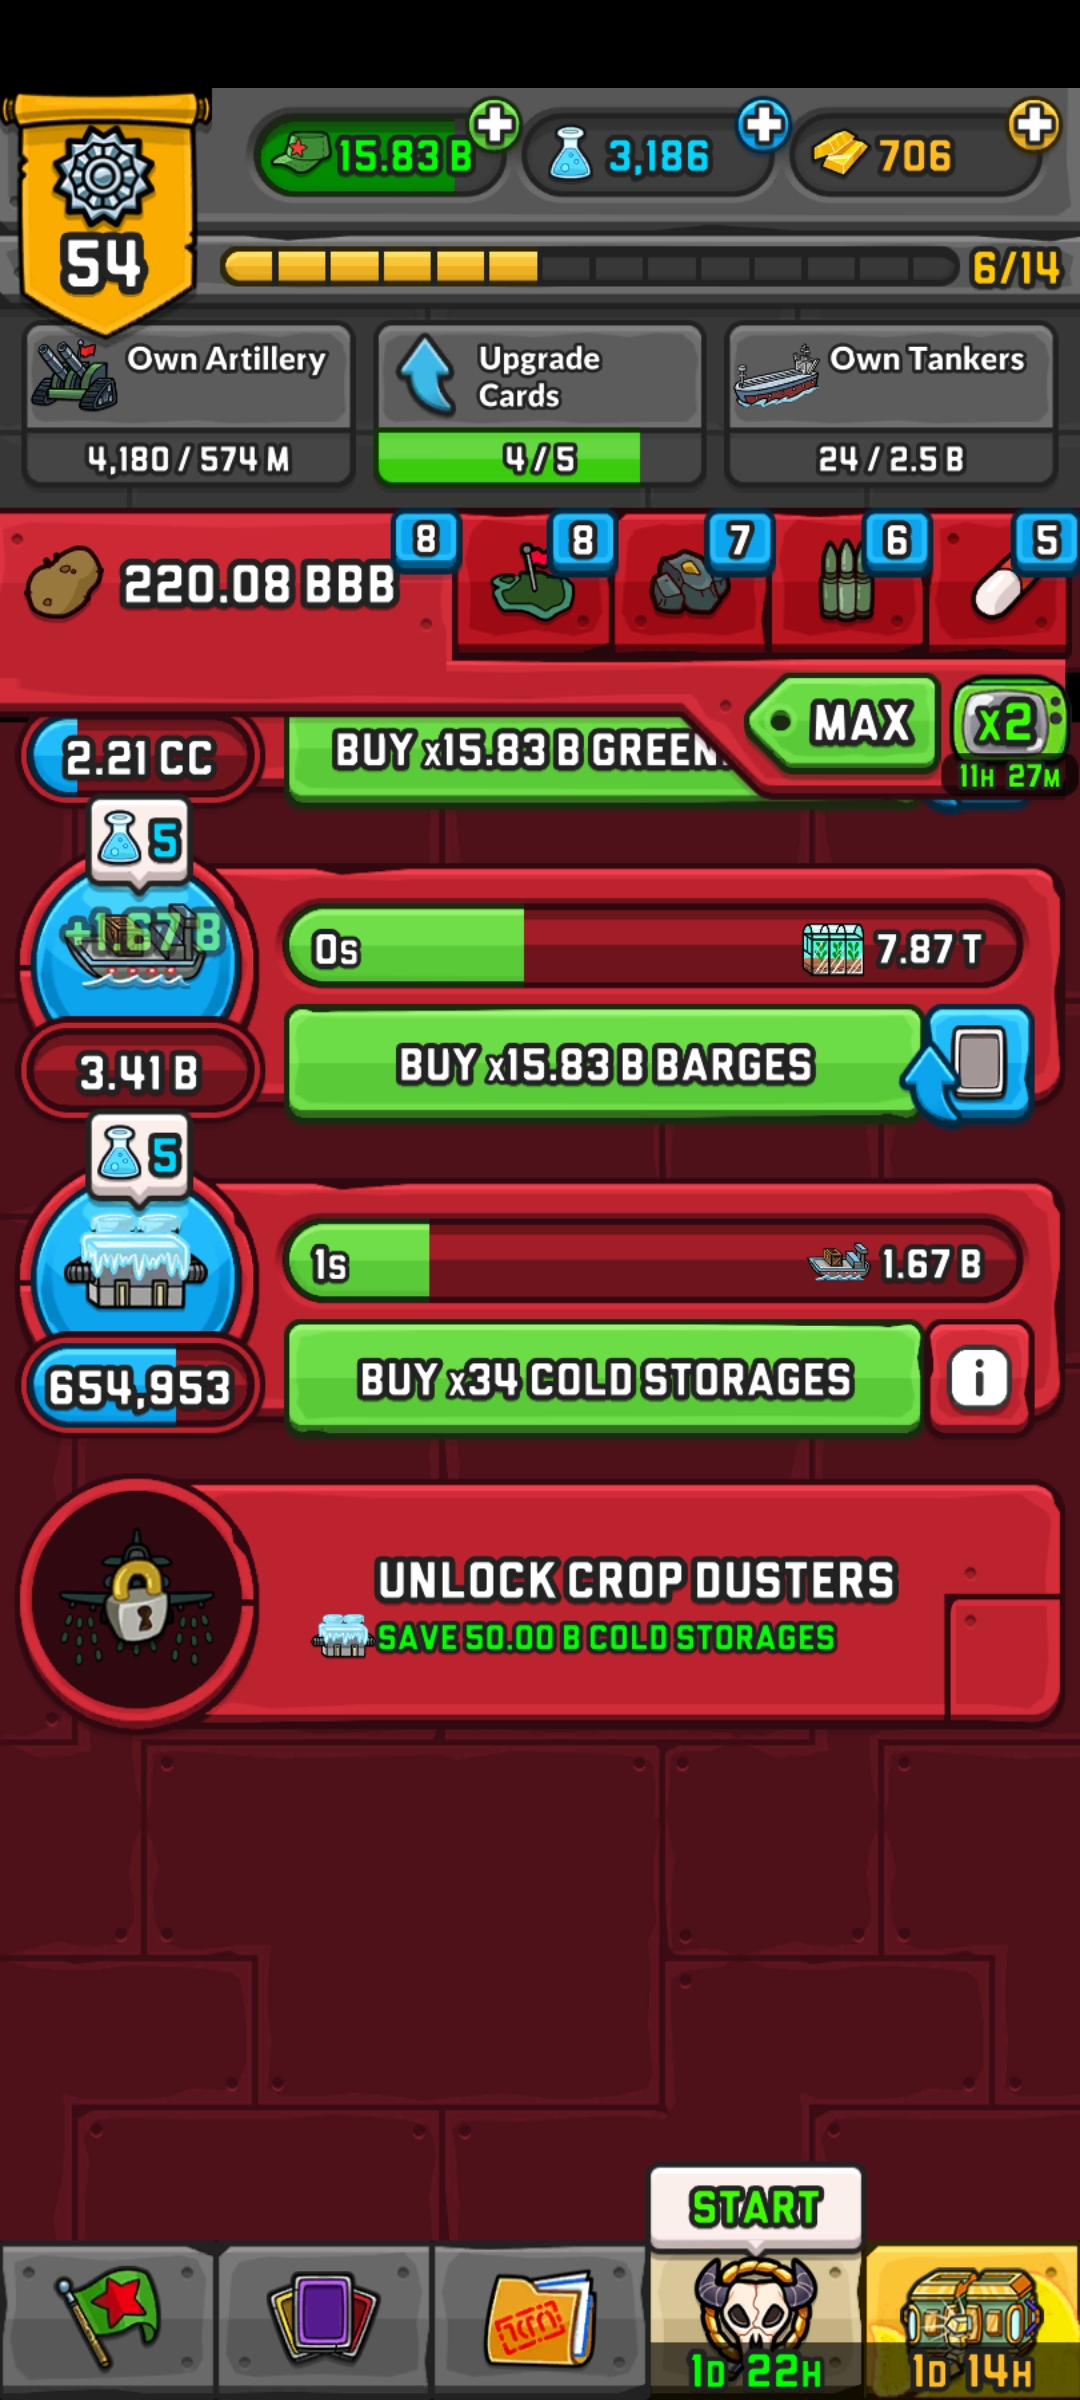 54
15.83 B
3,186
706
6/14
Own Artillery
4,180 / 574 M
Upgrade
Cards
4 / 5
Own Tankers
24 / 2.5 B
220.08 BBB
8
8
7
6
5
MAX
x2
11H 27M
2.21 CC
BUY x15.83 B GREEN
5
+1.67 B
0s
7.87 T
3.41 B
BUY x15.83 B BARGES
5
1s
1.67 B
654,953
BUY x34 COLD STORAGES
i
UNLOCK CROP DUSTERS
SAVE 50.00 B COLD STORAGES
START
1D 22H
1D 14H